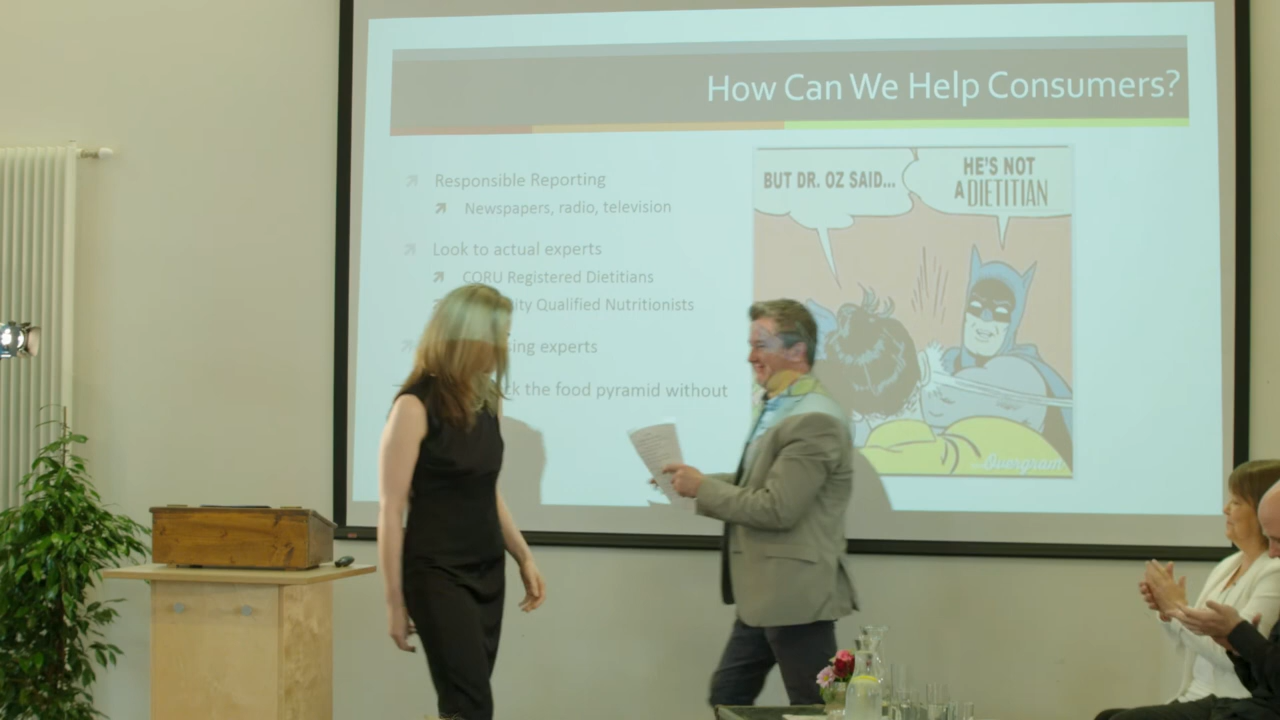 How Can We Help Consumers?
Responsible Reporting
Newspapers, radio, television
Look to actual experts
CORU Registered Dietitians
Qualified Nutritionists
experts
the food pyramid without
BUT DR. OZ SAID...
HE'S NOT
A DIETITIAN
Overgram